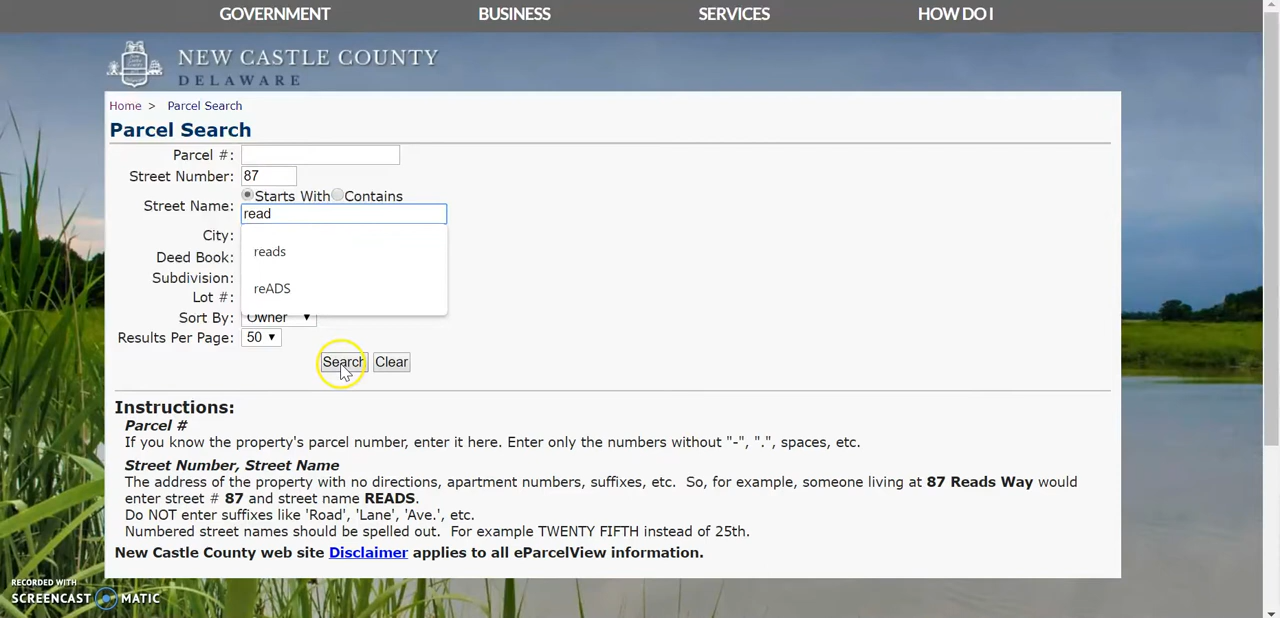 GOVERNMENT BUSINESS SERVICES HOW DO I
NEW CASTLE COUNTY
DELAWARE
Home > Parcel Search
Parcel Search
Parcel #:
Street Number: 87
Starts With Contains
Street Name: read
City:
reads
Deed Book:
Subdivision:
reADS
Lot #:
Sort By: Owner
Results Per Page: 50
Search Clear
Instructions:
Parcel #
If you know the property's parcel number, enter it here. Enter only the numbers without "-", ".", spaces, etc.
Street Number, Street Name
The address of the property with no directions, apartment numbers, suffixes, etc. So, for example, someone living at 87 Reads Way would
enter street # 87 and street name READS.
Do NOT enter suffixes like 'Road', 'Lane', 'Ave.', etc.
Numbered street names should be spelled out. For example TWENTY FIFTH instead of 25th.
New Castle County web site Disclaimer applies to all eParcelView information.
RECORDED WITH
SCREENCAST MATIC